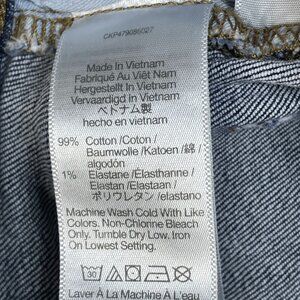 CKP479086027
Made In Vietnam
Fabriqué Au Viêt Nam
Hergestellt In Vietnam
Vervaardigd in Vietnam
ベトナム製
hecho en vietnam
99% Cotton /Coton/
Baumwolle/Katoen/綿/
algodón
1% Elastane/Elasthanne/
Elastan/Elastaan/
ポリウレタン/elastano
Machine Wash Cold With Like
Colors. Non-Chlorine Bleach
Only. Tumble Dry Low. Iron
On Lowest Setting.
30
Laver À La Machine À